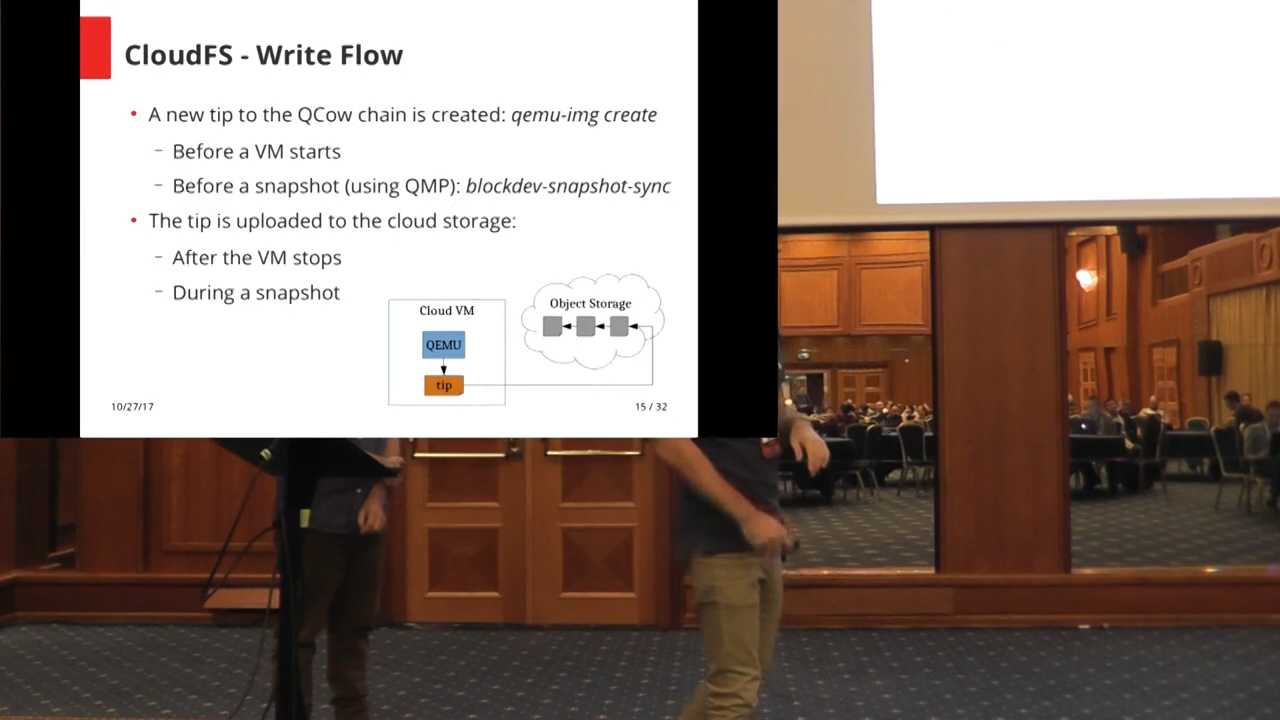 CloudFS - Write Flow
• A new tip to the QCow chain is created: qemu-img create
– Before a VM starts
– Before a snapshot (using QMP): blockdev-snapshot-sync
• The tip is uploaded to the cloud storage:
– After the VM stops
– During a snapshot
Cloud VM
QEMU
tip
Object Storage
10/27/17
15 / 32